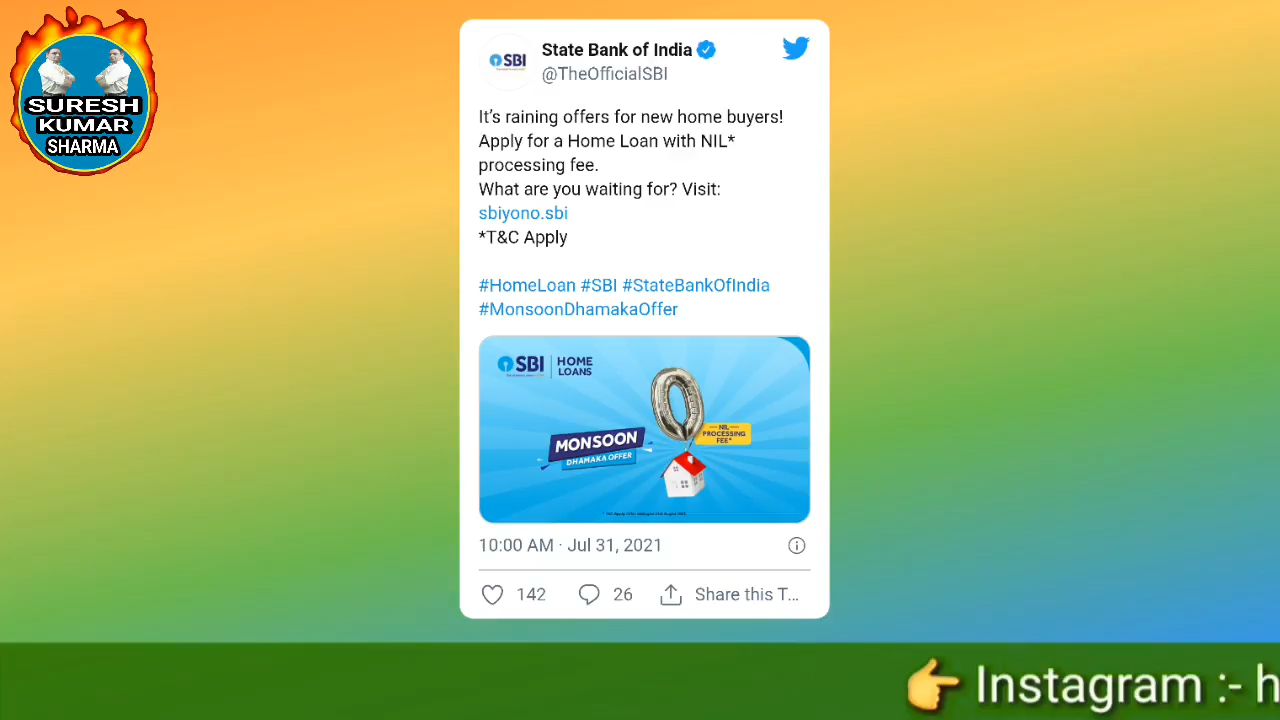 SURESH
KUMAR
SHARMA
State Bank of India
SBI
@TheOfficialSBI
It's raining offers for new home buyers!
Apply for a Home Loan with NIL*
processing fee.
What are you waiting for? Visit:
sbiyono.sbi
*T&C Apply
#HomeLoan #SBI #StateBankOfIndia
#MonsoonDhamakaOffer
SBI
HOME
LOANS
0
NIL
PROCESSING
FEE*
MONSOON
DHAMAKA OFFER
10:00 AM · Jul 31, 2021
142
26
Share this T...
👉 Instagram :- h